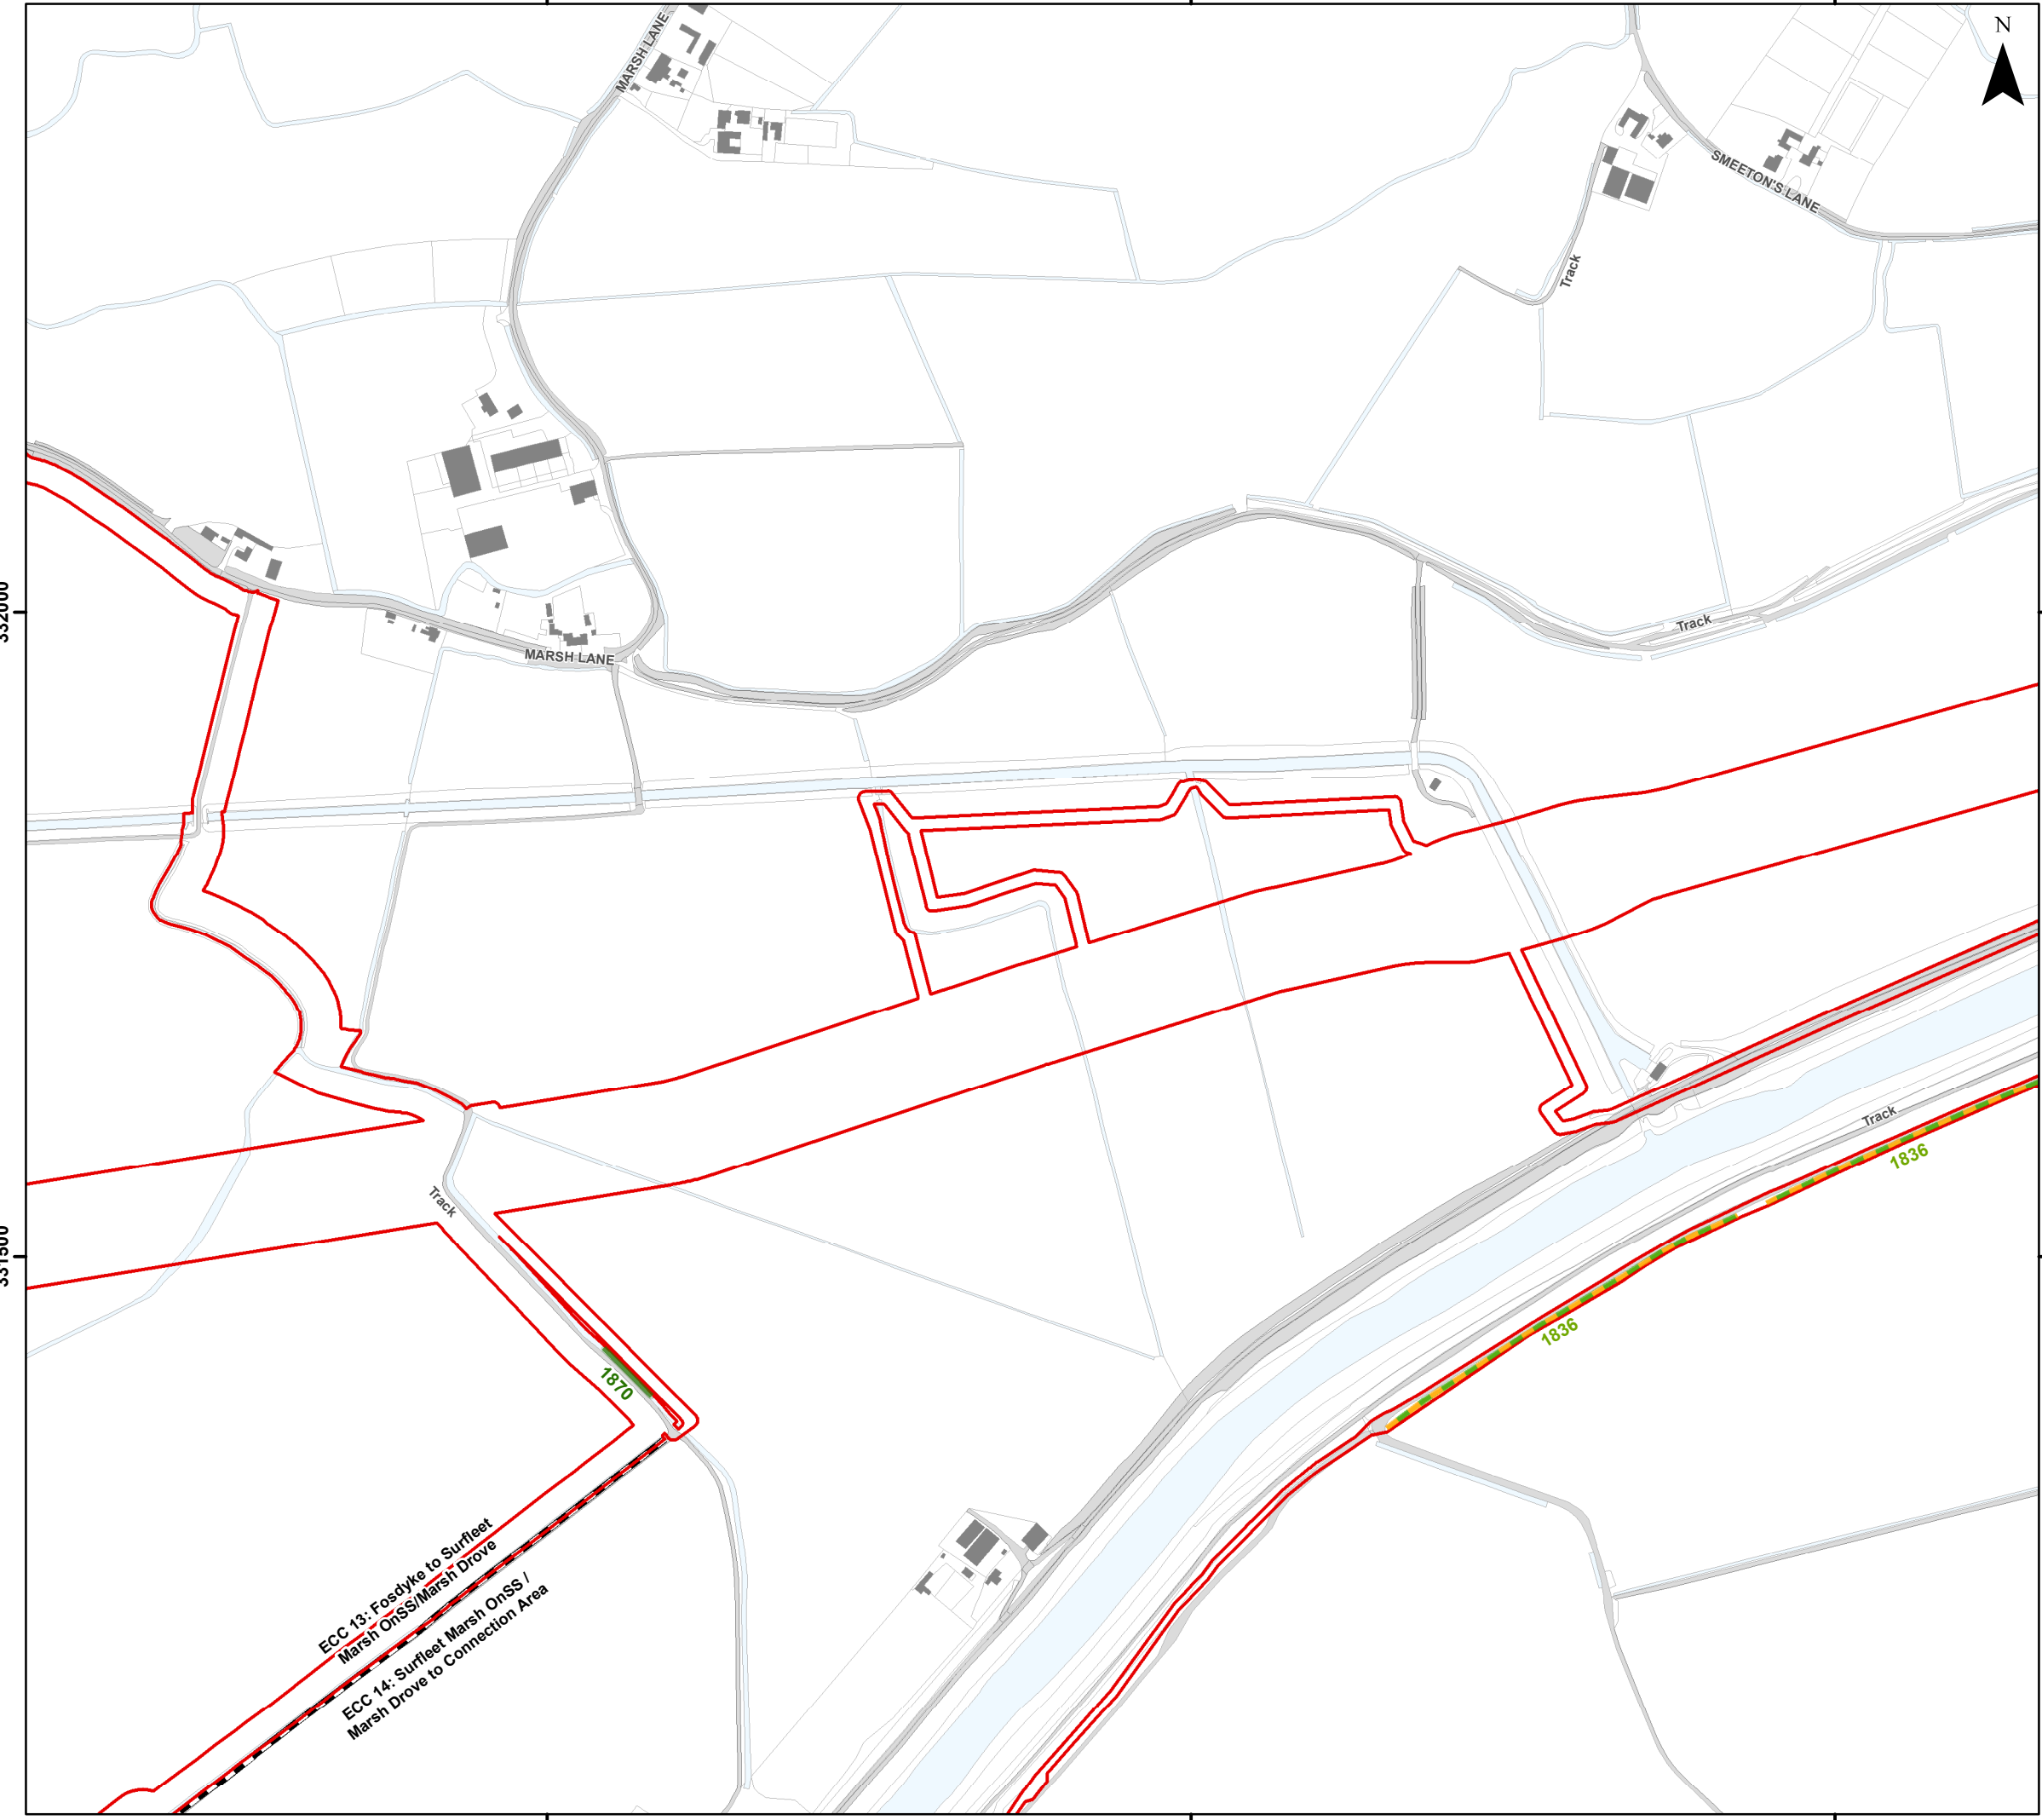 N
MARSH LANE
SMEETON'S LANE
Track
332000
MARSH LANE
Track
Track
1836
Track
331500
1836
1870
ECC 13: Fosdyke to Surfleet
Marsh OnSS/Marsh Drove
ECC 14: Surfleet Marsh OnSS /
Marsh Drove to Connection Area